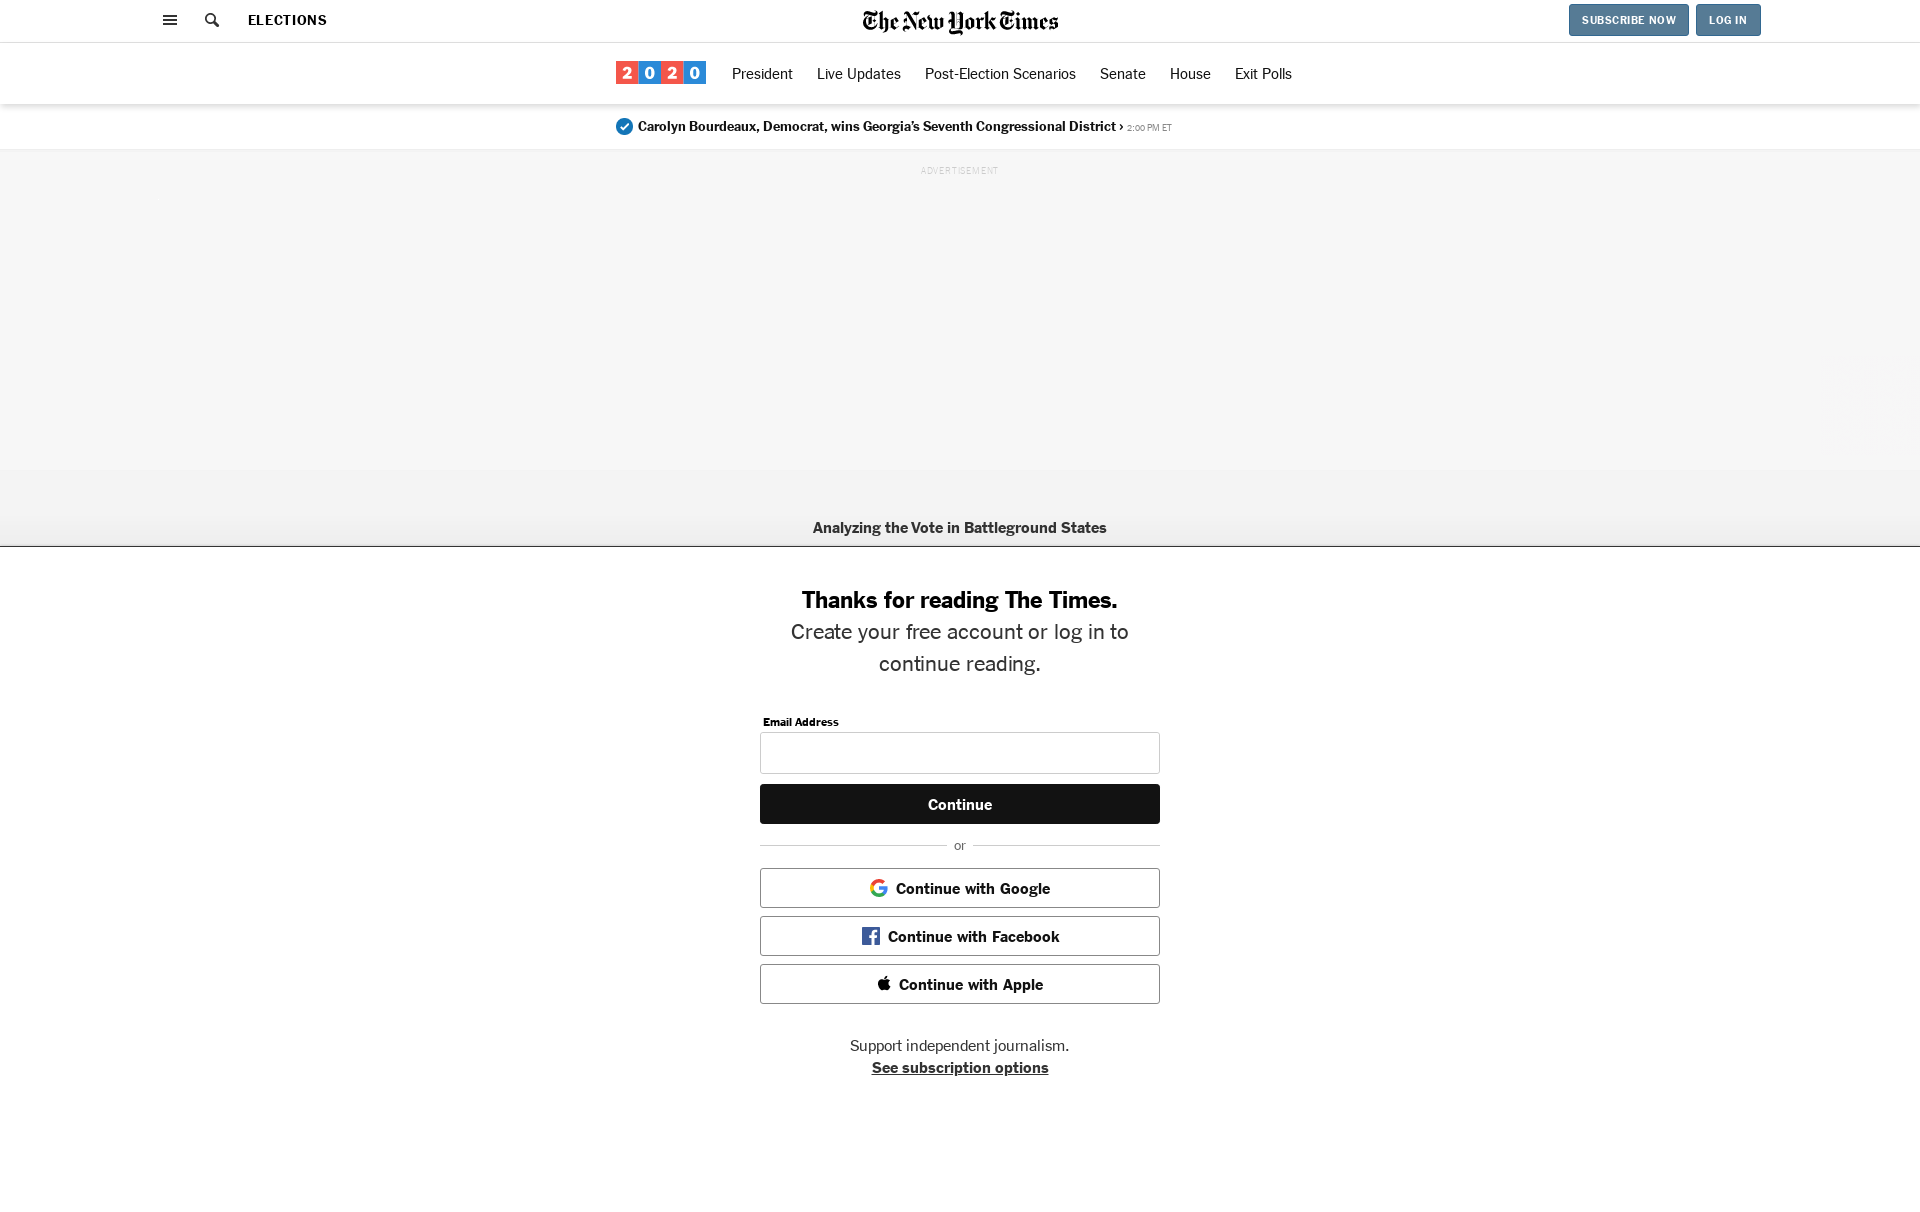 ELECTIONS
The New York Times
SUBSCRIBE NOW
LOG IN
2020
President
Live Updates
Post-Election Scenarios
Senate
House
Exit Polls
Carolyn Bourdeaux, Democrat, wins Georgia’s Seventh Congressional District › 2:00 PM ET
ADVERTISEMENT
Analyzing the Vote in Battleground States
Thanks for reading The Times.
Create your free account or log in to
continue reading.
Email Address
Continue
or
Continue with Google
Continue with Facebook
Continue with Apple
Support independent journalism.
See subscription options